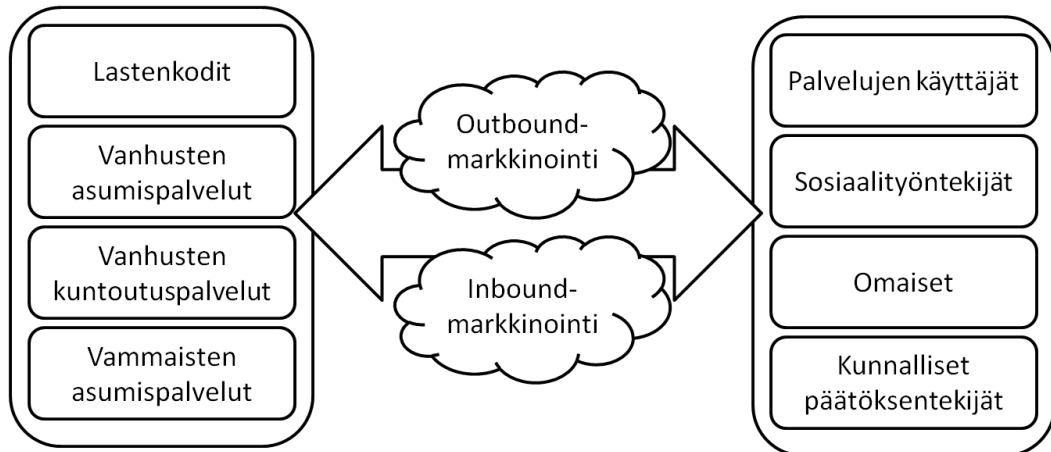 Lastenkodit
Vanhusten
asumispalvelut
Vanhusten
kuntoutuspalvelut
Vammaisten
asumispalvelut
Outbound-
markkinointi
Inbound-
markkinointi
Palvelujen käyttäjät
Sosiaalityöntekijät
Omaiset
Kunnalliset
päätöksentekijät